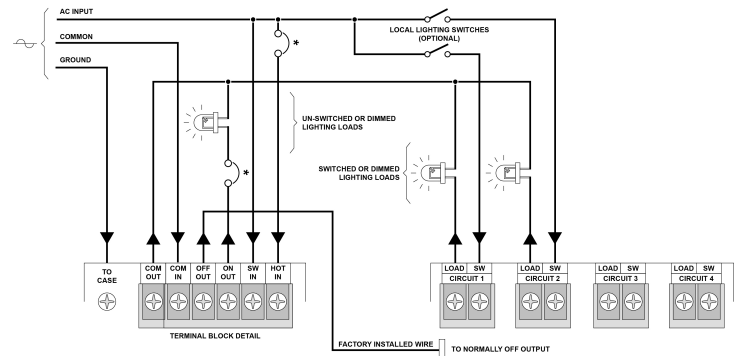 AC INPUT
COMMON
GROUND
LOCAL LIGHTING SWITCHES
(OPTIONAL)
*
*
UN-SWITCHED OR DIMMED
LIGHTING LOADS
SWITCHED OR DIMMED
LIGHTING LOADS
TO
CASE
COM
OUT
COM
IN
OFF
OUT
ON
OUT
SW
IN
HOT
IN
LOAD SW
CIRCUIT 1
LOAD SW
CIRCUIT 2
LOAD SW
CIRCUIT 3
LOAD SW
CIRCUIT 4
TERMINAL BLOCK DETAIL
FACTORY INSTALLED WIRE
TO NORMALLY OFF OUTPUT